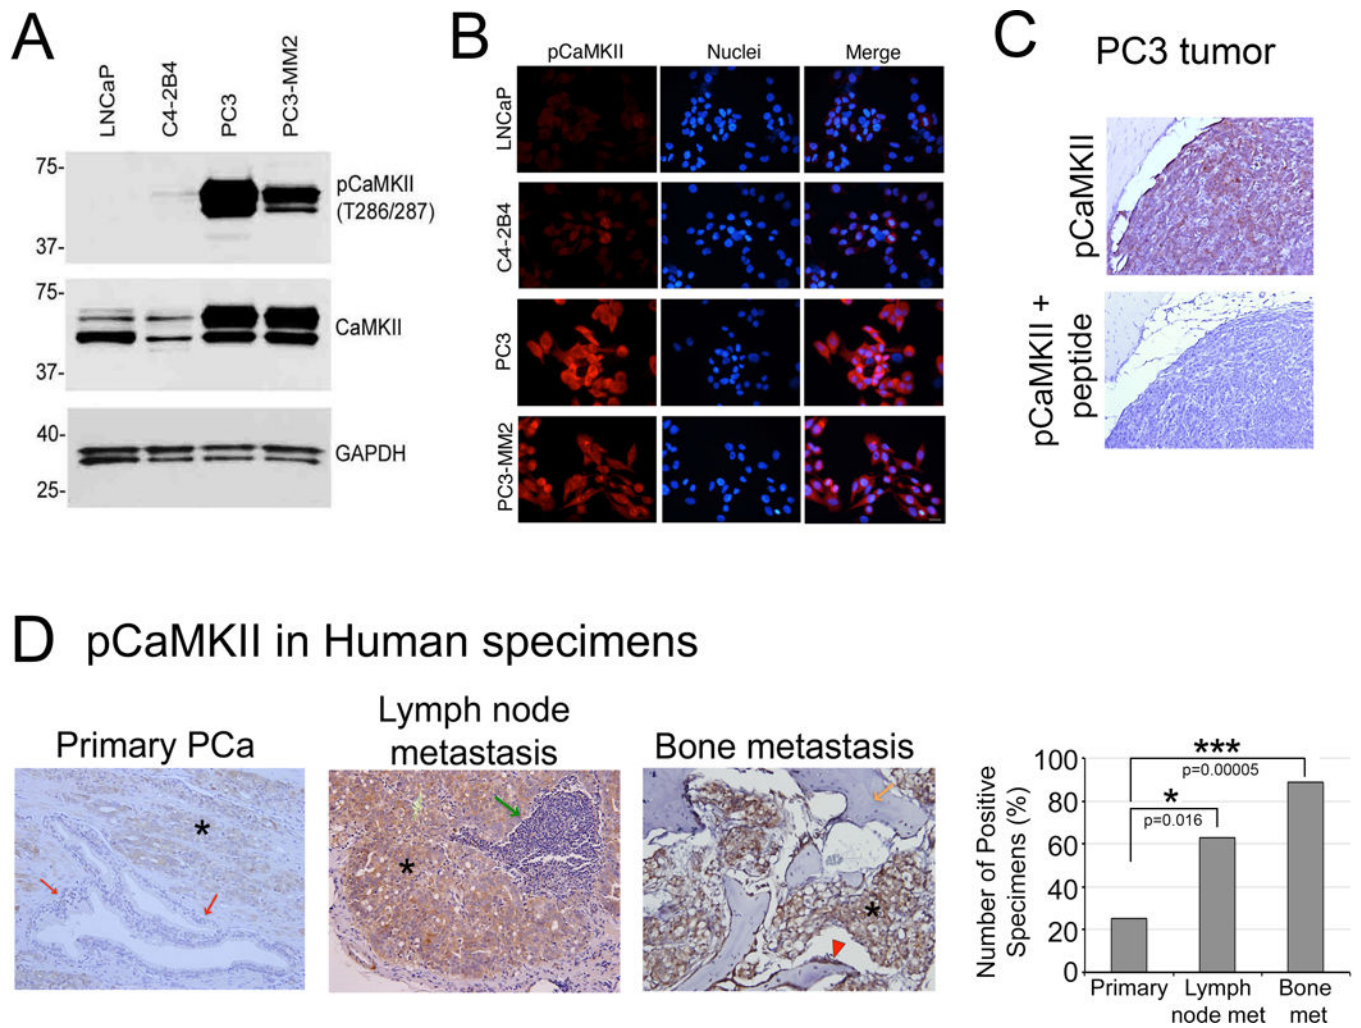 A
LNCaP
C4-2B4
PC3
PC3-MM2
75-
37-
pCaMKII
(T286/287)
75-
37-
CaMKII
40-
25-
GAPDH
B
pCaMKII
Nuclei
Merge
LNCaP
C4-2B4
PC3
PC3-MM2
C
PC3 tumor
pCaMKII
pCaMKII +
peptide
D pCaMKII in Human specimens
Primary PCa
*
Lymph node
metastasis
*
Bone metastasis
*
Number of Positive
Specimens (%)
100
80
60
40
20
0
***
p=0.00005
*
p=0.016
Primary
Lymph
node met
Bone
met